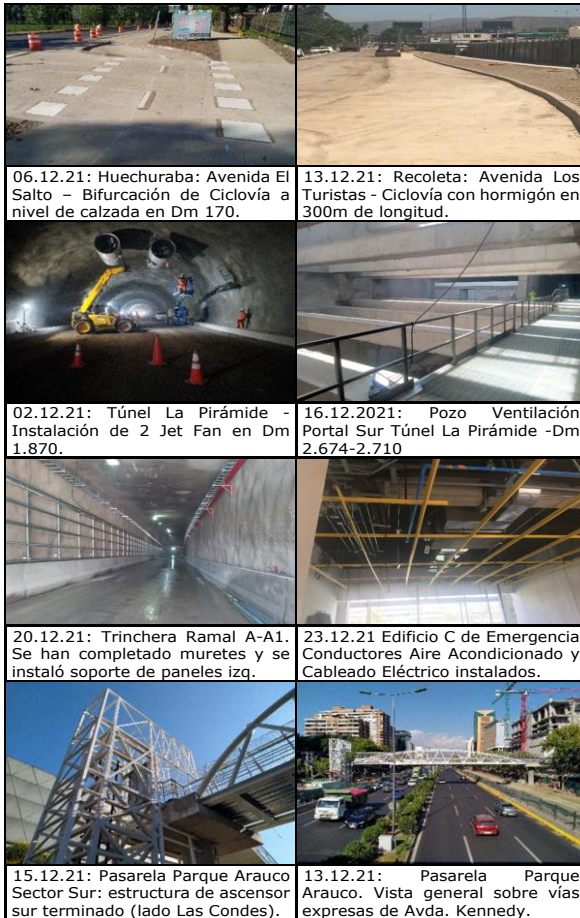 06.12.21: Huechuraba: Avenida El
Salto – Bifurcación de Ciclovía a
nivel de calzada en Dm 170.
13.12.21: Recoleta: Avenida Los
Turistas - Ciclovía con hormigón en
300m de longitud.
02.12.21: Túnel La Pirámide -
Instalación de 2 Jet Fan en Dm
1.870.
16.12.2021: Pozo Ventilación
Portal Sur Túnel La Pirámide -Dm
2.674-2.710
20.12.21: Trinchera Ramal A-A1.
Se han completado muretes y se
instaló soporte de paneles izq.
23.12.21 Edificio C de Emergencia
Conductores Aire Acondicionado y
Cableado Eléctrico instalados.
15.12.21: Pasarela Parque Arauco
Sector Sur: estructura de ascensor
sur terminado (lado Las Condes).
13.12.21: Pasarela Parque
Arauco. Vista general sobre vías
expresas de Avda. Kennedy.